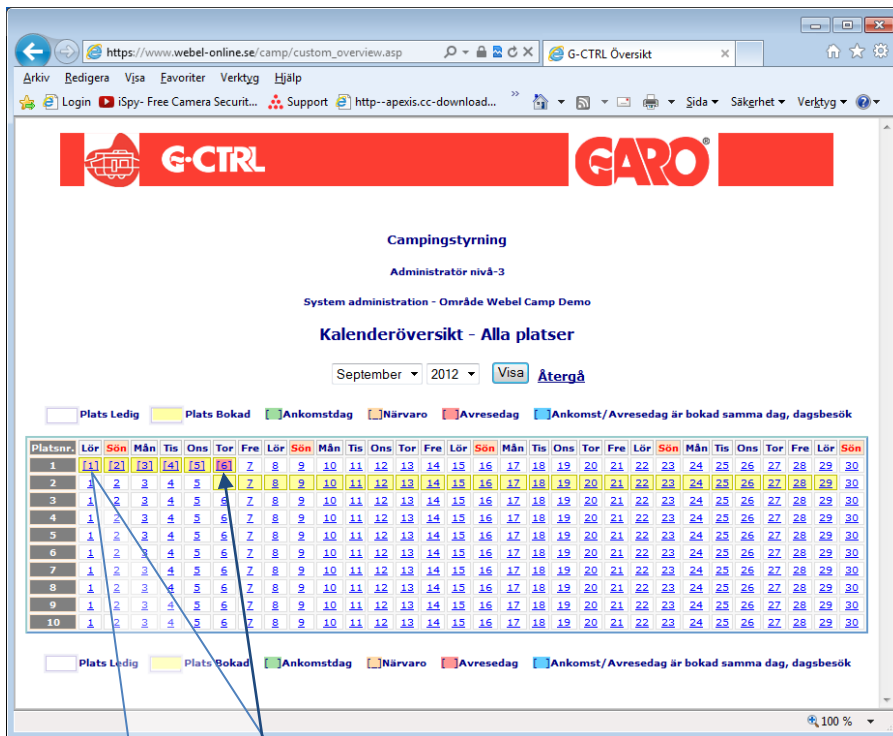 https://www.webel-online.se/camp/custom_overview.asp
G-CTRL Översikt
Arkiv Redigera Visa Favoriter Verktyg Hjälp
Login iSpy- Free Camera Securit... Support http--apexis.cc-download... » Sida Säkerhet Verktyg
G-CTRL GARO®
Campingstyrning
Administratör nivå-3
System administration - Område Webel Camp Demo
Kalenderöversikt - Alla platser
September 2012 Visa Återgå
Plats Ledig Plats Bokad [ ]Ankomstdag [ ]Närvaro [ ]Avresedag [ ]Ankomst/Avresedag är bokad samma dag, dagsbesök
Platsnr. Lör Sön Mån Tis Ons Tor Fre Lör Sön Mån Tis Ons Tor Fre Lör Sön Mån Tis Ons Tor Fre Lör Sön Mån Tis Ons Tor Fre Lör Sön
1 [1] [2] [3] [4] [5] [6] 7 8 9 10 11 12 13 14 15 16 17 18 19 20 21 22 23 24 25 26 27 28 29 30
2 1 2 3 4 5 6 7 8 9 10 11 12 13 14 15 16 17 18 19 20 21 22 23 24 25 26 27 28 29 30
3 1 2 3 4 5 6 7 8 9 10 11 12 13 14 15 16 17 18 19 20 21 22 23 24 25 26 27 28 29 30
4 1 2 3 4 5 6 7 8 9 10 11 12 13 14 15 16 17 18 19 20 21 22 23 24 25 26 27 28 29 30
5 1 2 3 4 5 6 7 8 9 10 11 12 13 14 15 16 17 18 19 20 21 22 23 24 25 26 27 28 29 30
6 1 2 3 4 5 6 7 8 9 10 11 12 13 14 15 16 17 18 19 20 21 22 23 24 25 26 27 28 29 30
7 1 2 3 4 5 6 7 8 9 10 11 12 13 14 15 16 17 18 19 20 21 22 23 24 25 26 27 28 29 30
8 1 2 3 4 5 6 7 8 9 10 11 12 13 14 15 16 17 18 19 20 21 22 23 24 25 26 27 28 29 30
9 1 2 3 4 5 6 7 8 9 10 11 12 13 14 15 16 17 18 19 20 21 22 23 24 25 26 27 28 29 30
10 1 2 3 4 5 6 7 8 9 10 11 12 13 14 15 16 17 18 19 20 21 22 23 24 25 26 27 28 29 30
Plats Ledig Plats Bokad [ ]Ankomstdag [ ]Närvaro [ ]Avresedag [ ]Ankomst/Avresedag är bokad samma dag, dagsbesök
100 %